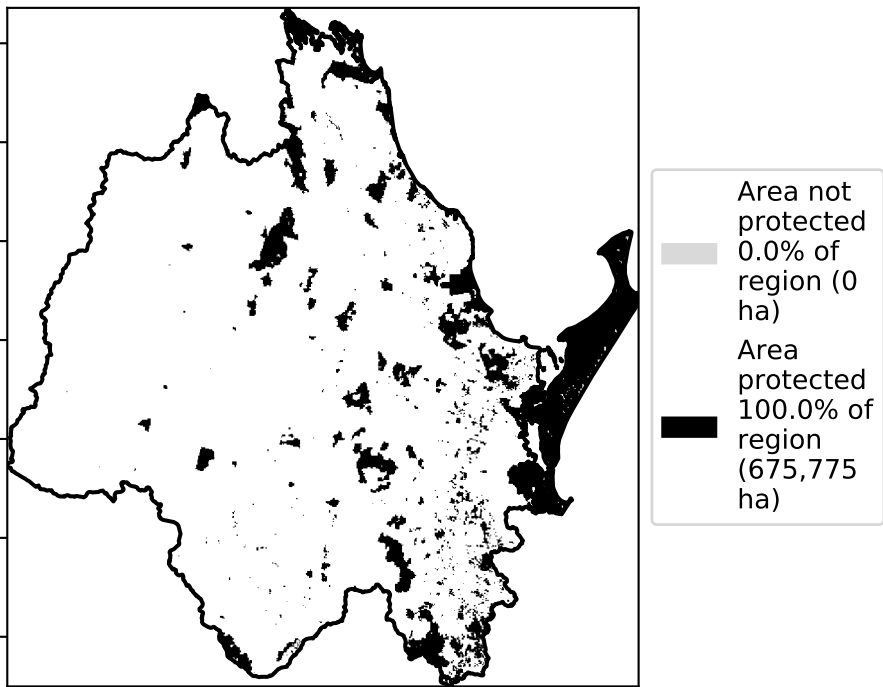 Area not
protected
0.0% of
region (0
ha)
Area
protected
100.0% of
region
(675,775
ha)